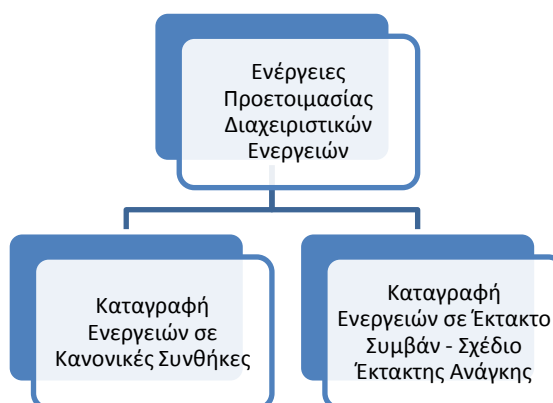 Ενέργειες
Προετοιμασίας
Διαχειριστικών
Ενεργειών
Καταγραφή
Ενεργειών σε
Κανονικές Συνθήκες
Καταγραφή
Ενεργειών σε Έκτακτο
Συμβάν - Σχέδιο
Έκτακτης Ανάγκης